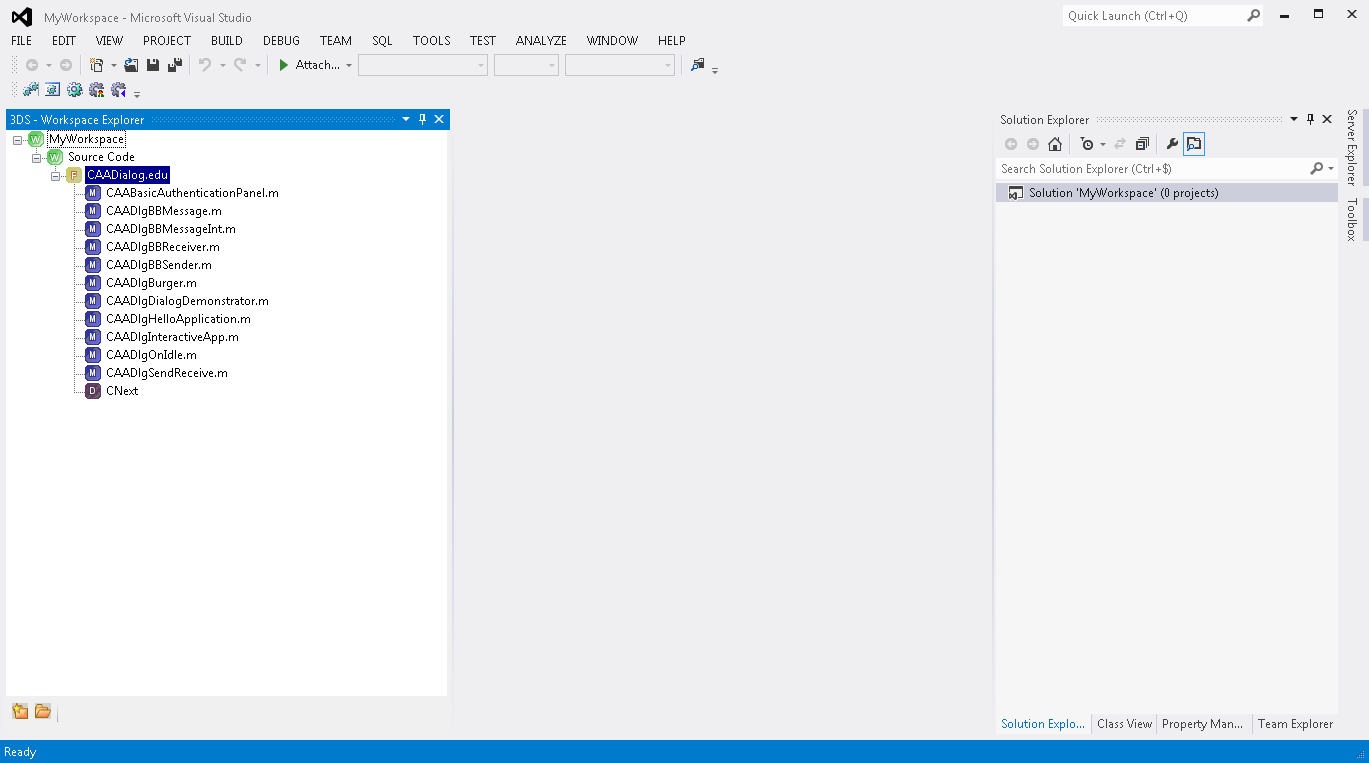 MyWorkspace - Microsoft Visual Studio
Quick Launch (Ctrl+Q)
FILE EDIT VIEW PROJECT BUILD DEBUG TEAM SQL TOOLS TEST ANALYZE WINDOW HELP
Attach...
3DS - Workspace Explorer
W MyWorkspace
W Source Code
F CAADialog.edu
M CAABasicAuthenticationPanel.m
M CAADlgBBMessage.m
M CAADlgBBMessageInt.m
M CAADlgBBReceiver.m
M CAADlgBBSender.m
M CAADlgBurger.m
M CAADlgDialogDemonstrator.m
M CAADlgHelloApplication.m
M CAADlgInteractiveApp.m
M CAADlgOnIdle.m
M CAADlgSendReceive.m
D CNext
Solution Explorer
Search Solution Explorer (Ctrl+$)
Solution 'MyWorkspace' (0 projects)
Solution Explo... Class View Property Man... Team Explorer
Server Explorer
Toolbox
Ready